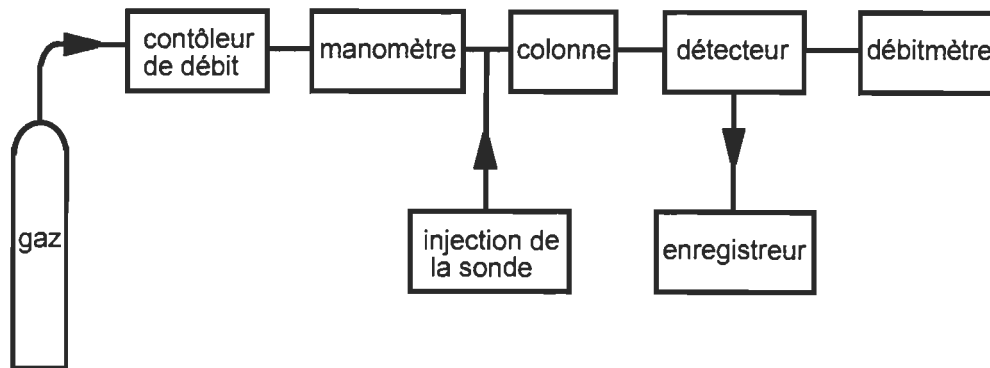 contôleur
de débit
manomètre
colonne
détecteur
débitmètre
gaz
injection de
la sonde
enregistreur